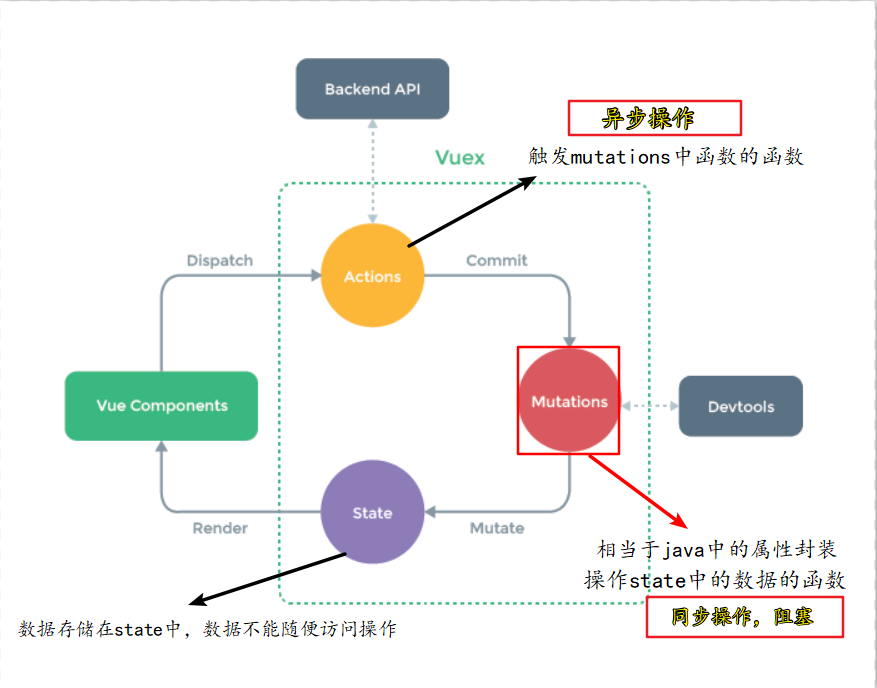 Backend API
异步操作
触发mutations中函数的函数
Vuex
Dispatch
Commit
Actions
Vue Components
Mutations
Devtools
State
Render
Mutate
相当于java中的属性封装
操作state中的数据的函数
同步操作，阻塞
数据存储在state中，数据不能随便访问操作